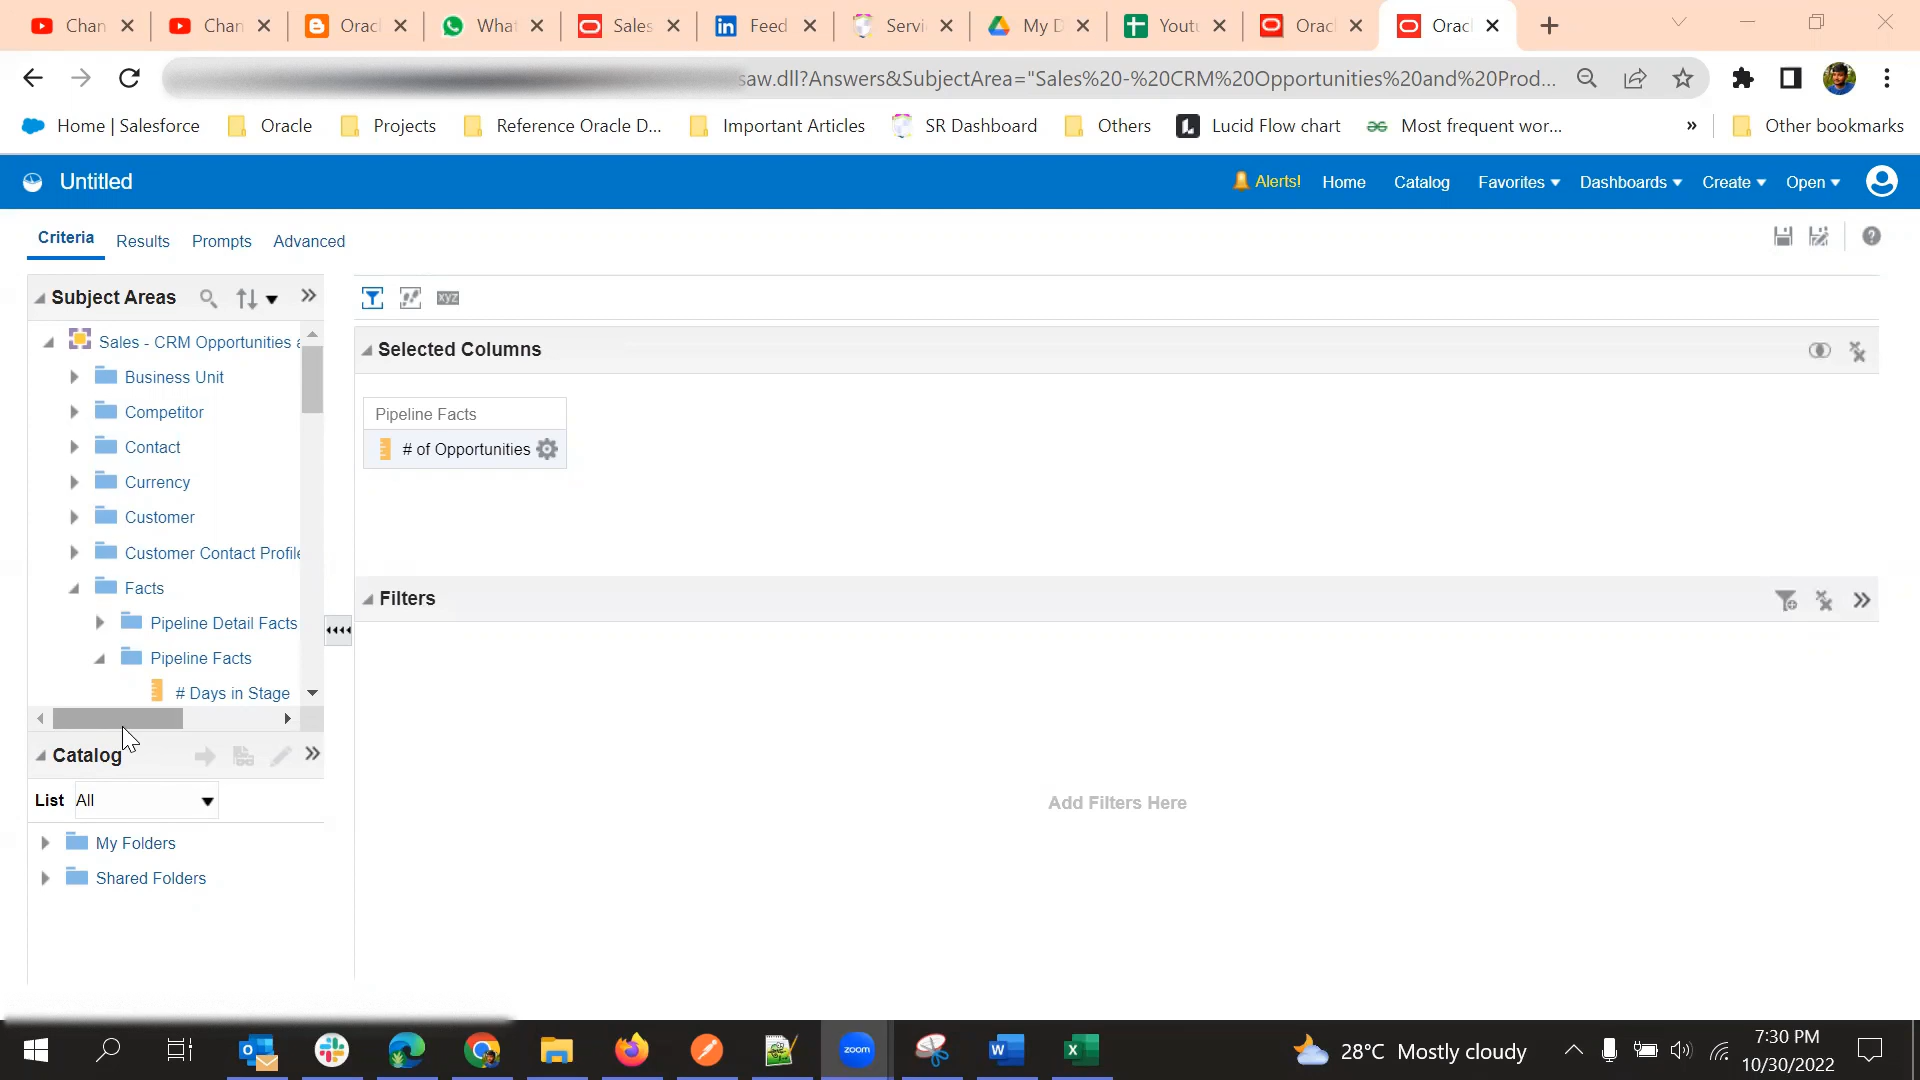 Chan
Chan
Orac
What
Sales
Feed
Servi
My D
Youtu
Orac
Orac
saw.dll?Answers&SubjectArea="Sales%20-%20CRM%20Opportunities%20and%20Prod...
Home | Salesforce
Oracle
Projects
Reference Oracle D...
Important Articles
SR Dashboard
Others
Lucid Flow chart
Most frequent wor...
»
Other bookmarks
Untitled
Alerts!
Home
Catalog
Favorites
Dashboards
Create
Open
Criteria
Results
Prompts
Advanced
Subject Areas
Sales - CRM Opportunities a
Business Unit
Competitor
Contact
Currency
Customer
Customer Contact Profile
Facts
Pipeline Detail Facts
Pipeline Facts
# Days in Stage
Catalog
List All
My Folders
Shared Folders
xyz
Selected Columns
Pipeline Facts
# of Opportunities
Filters
Add Filters Here
zoom
28°C Mostly cloudy
7:30 PM
10/30/2022